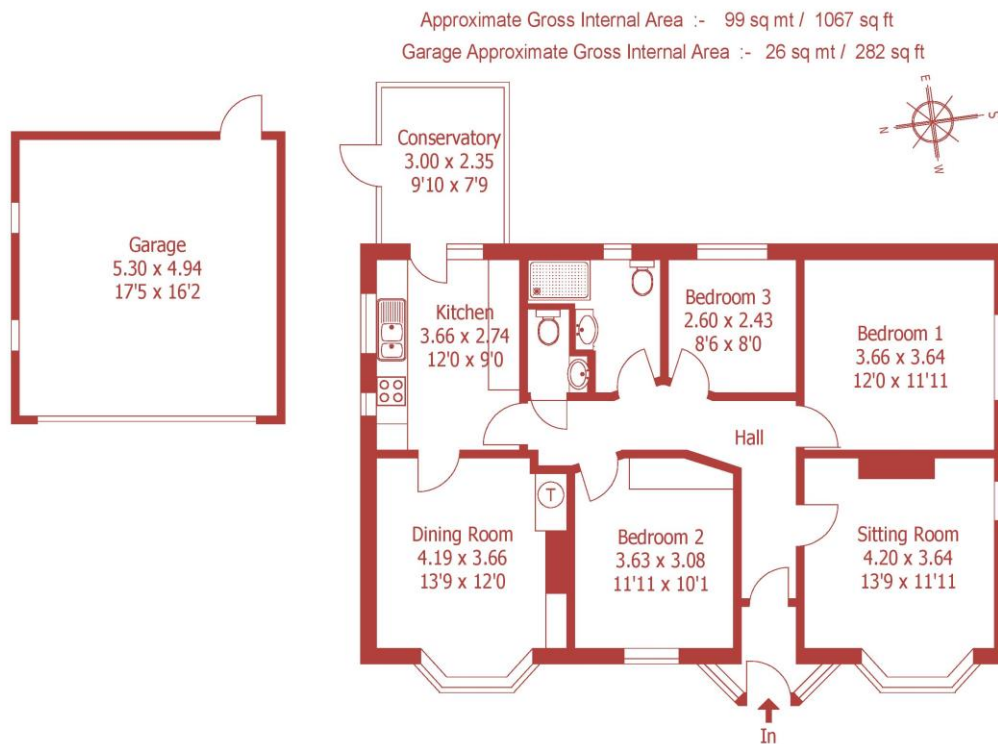 Approximate Gross Internal Area :- 99 sq mt / 1067 sq ft
Garage Approximate Gross Internal Area :- 26 sq mt / 282 sq ft
E
S
N
W
Conservatory
3.00 x 2.35
9'10 x 7'9
Garage
5.30 x 4.94
17'5 x 16'2
Kitchen
3.66 x 2.74
12'0 x 9'0
Bedroom 3
2.60 x 2.43
8'6 x 8'0
Bedroom 1
3.66 x 3.64
12'0 x 11'11
Hall
T
Dining Room
4.19 x 3.66
13'9 x 12'0
Bedroom 2
3.63 x 3.08
11'11 x 10'1
Sitting Room
4.20 x 3.64
13'9 x 11'11
In